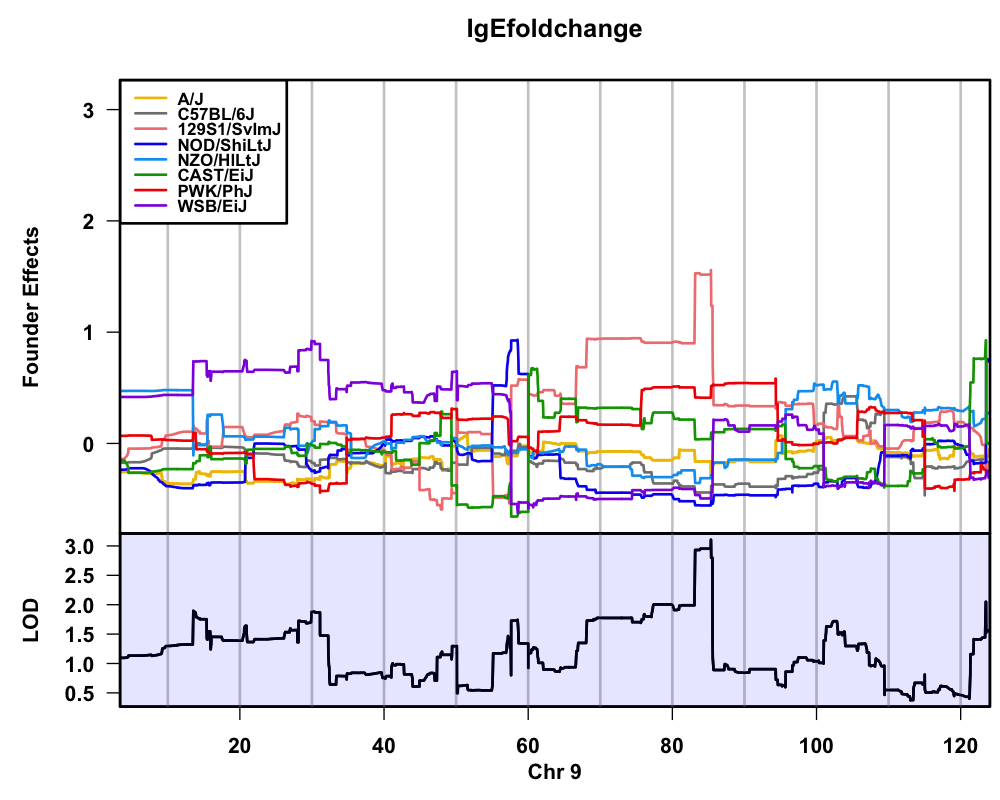 IgEfoldchange
A/J
C57BL/6J
129S1/SvImJ
NOD/ShiLtJ
NZO/HlLtJ
CAST/EiJ
PWK/PhJ
WSB/EiJ
3
2
1
0
Founder Effects
3.0
2.5
2.0
1.5
1.0
0.5
LOD
20 40 60 80 100 120
Chr 9